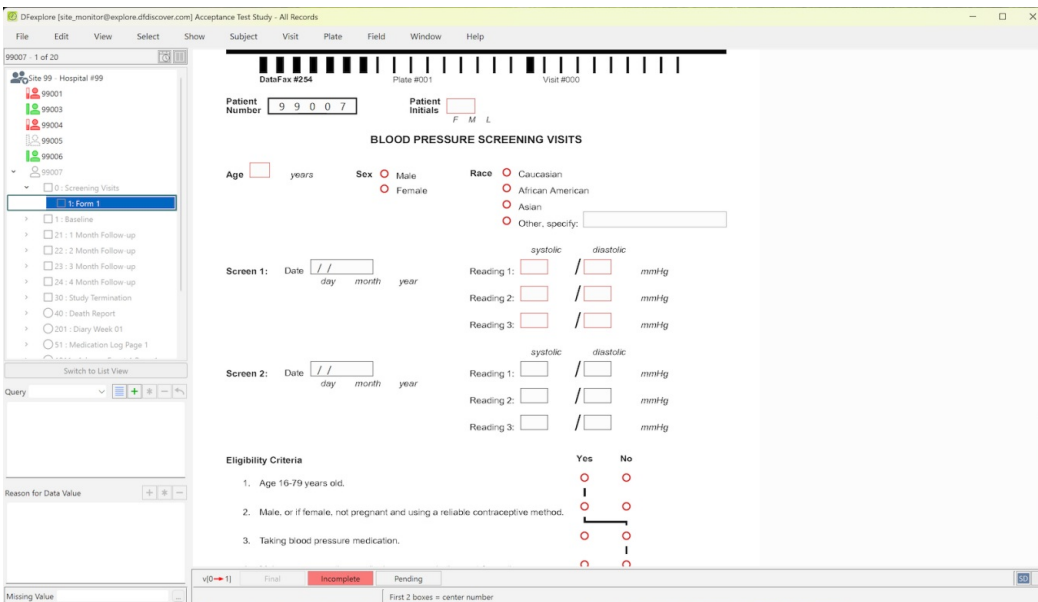 DFexplore [site_monitor@explore.dfdiscover.com] Acceptance Test Study - All Records
File Edit View Select Show Subject Visit Plate Field Window Help
99007 - 1 of 20
Site 99 - Hospital #99
99001
99003
99004
99005
99006
99007
0 : Screening Visits
1: Form 1
1 : Baseline
21 : 1 Month Follow-up
22 : 2 Month Follow-up
23 : 3 Month Follow-up
24 : 4 Month Follow-up
30 : Study Termination
40 : Death Report
201 : Diary Week 01
51 : Medication Log Page 1
Switch to List View
Query
Reason for Data Value
Missing Value
DataFax #254 Plate #001 Visit #000
Patient Number 9 9 0 0 7 Patient Initials
F M L
BLOOD PRESSURE SCREENING VISITS
Age years Sex Male Race Caucasian
Female African American
Asian
Other, specify:
systolic diastolic
Screen 1: Date / / Reading 1: / mmHg
day month year
Reading 2: / mmHg
Reading 3: / mmHg
systolic diastolic
Screen 2: Date / / Reading 1: / mmHg
day month year
Reading 2: / mmHg
Reading 3: / mmHg
Eligibility Criteria Yes No
1. Age 16-79 years old.
2. Male, or if female, not pregnant and using a reliable contraceptive method.
3. Taking blood pressure medication.
v[0→1] Final Incomplete Pending SD
First 2 boxes = center number